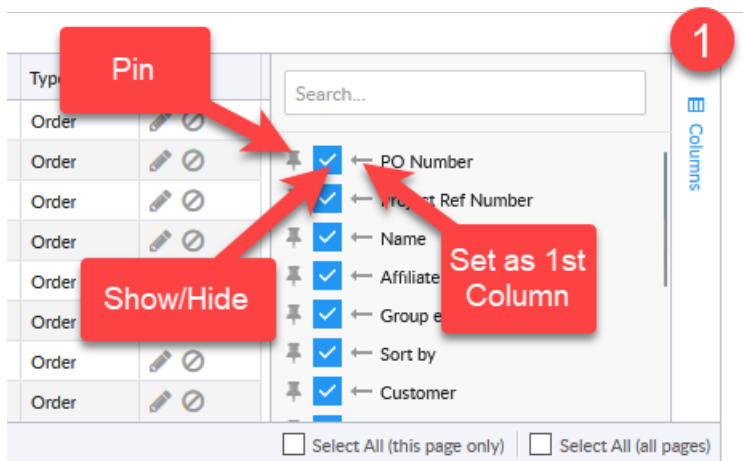 1
Pin
Typ
Search...
Columns
Order
Order
PO Number
Order
Project Ref Number
Order
Name
Set as 1st
Column
Order
Affiliate
Show/Hide
Order
Group e
Order
Sort by
Order
Customer
Select All (this page only)
Select All (all pages)